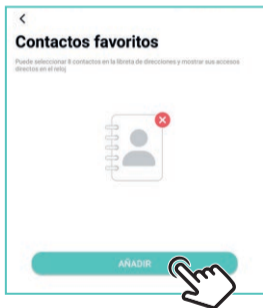 Contactos favoritos
Puede seleccionar 8 contactos en la libreta de direcciones y mostrar sus accesos
directos en el reloj
AÑADIR